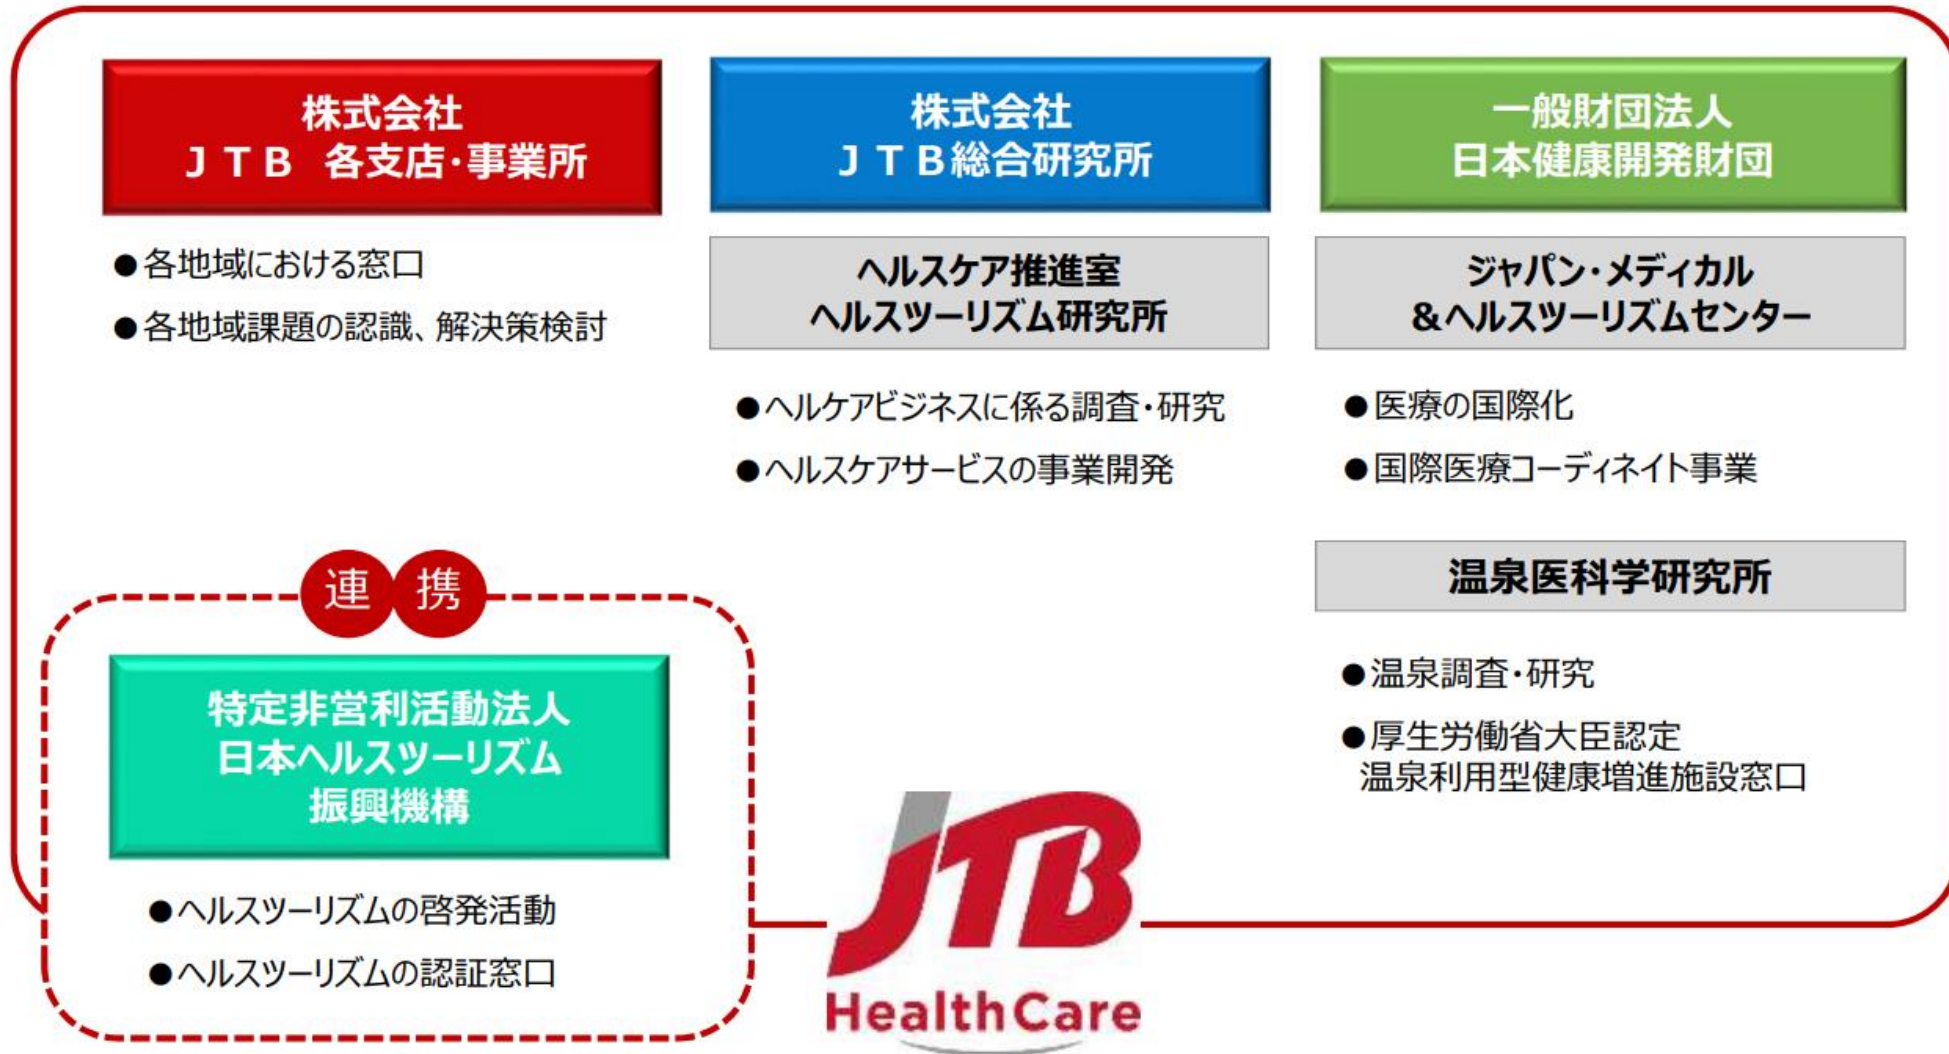 株式会社
ＪＴＢ　各支店・事業所
●各地域における窓口
●各地域課題の認識、解決策検討
株式会社
ＪＴＢ総合研究所
ヘルスケア推進室
ヘルスツーリズム研究所
●ヘルケアビジネスに係る調査・研究
●ヘルスケアサービスの事業開発
一般財団法人
日本健康開発財団
ジャパン・メディカル
&ヘルスツーリズムセンター
●医療の国際化
●国際医療コーディネイト事業
温泉医科学研究所
●温泉調査・研究
●厚生労働省大臣認定
温泉利用型健康増進施設窓口
連携
特定非営利活動法人
日本ヘルスツーリズム
振興機構
●ヘルスツーリズムの啓発活動
●ヘルスツーリズムの認証窓口
JTB
HealthCare